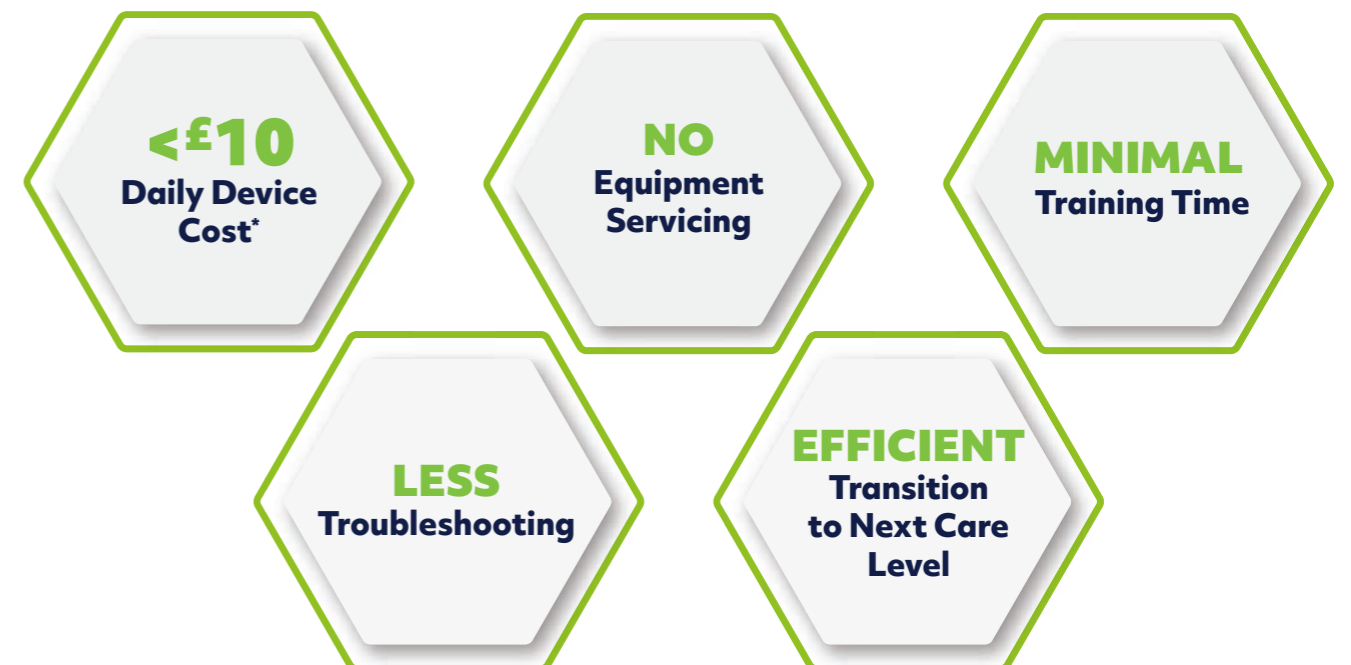 <£10
Daily Device
Cost*
NO
Equipment
Servicing
MINIMAL
Training Time
LESS
Troubleshooting
EFFICIENT
Transition
to Next Care
Level